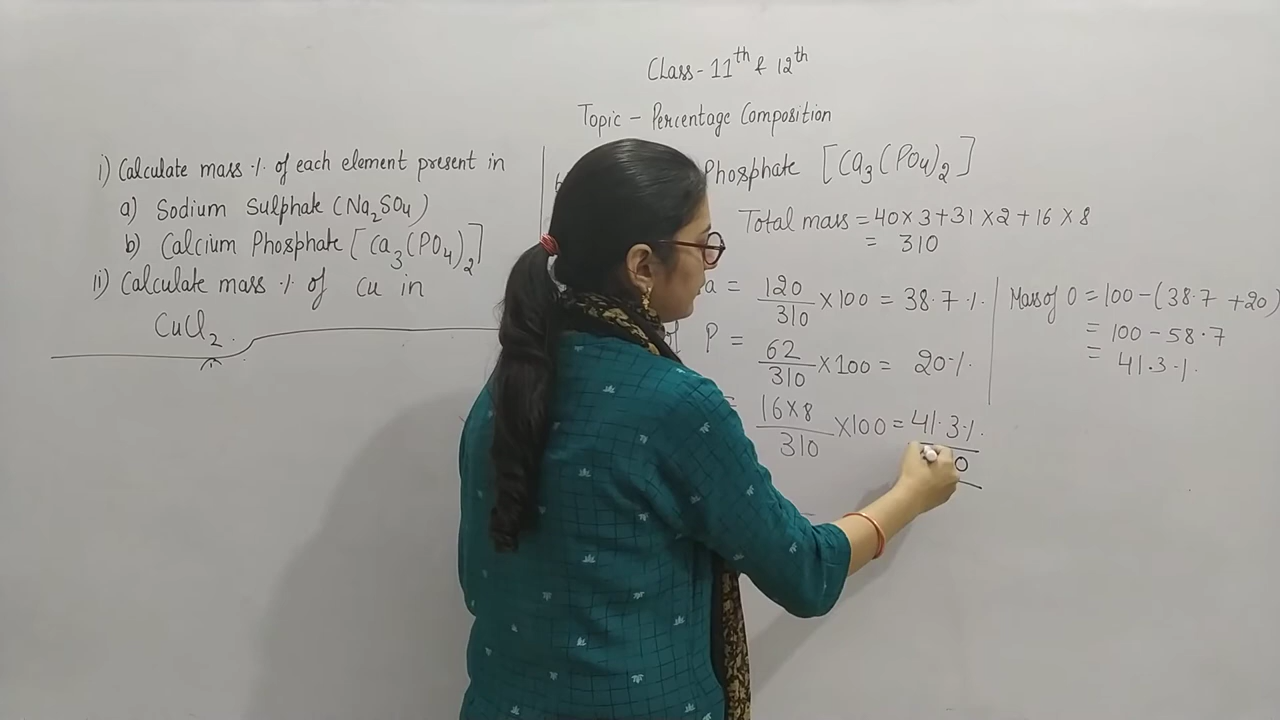 Class-11th & 12th
Topic - Percentage Composition
i) Calculate mass % of each element present in
a) Sodium Sulphate (Na2SO4)
b) Calcium Phosphate [Ca3(PO4)2]
ii) Calculate mass % of Cu in
CuCl2.
Phosphate [Ca3(PO4)2]
Total mass = 40×3+31×2+16×8
= 310
a = 120/310 ×100 = 38.7%.
P = 62/310 ×100 = 20%.
= 16×8/310 ×100 = 41.3%.
0
Mass of O = 100-(38.7+20)
= 100-58.7
= 41.3%.